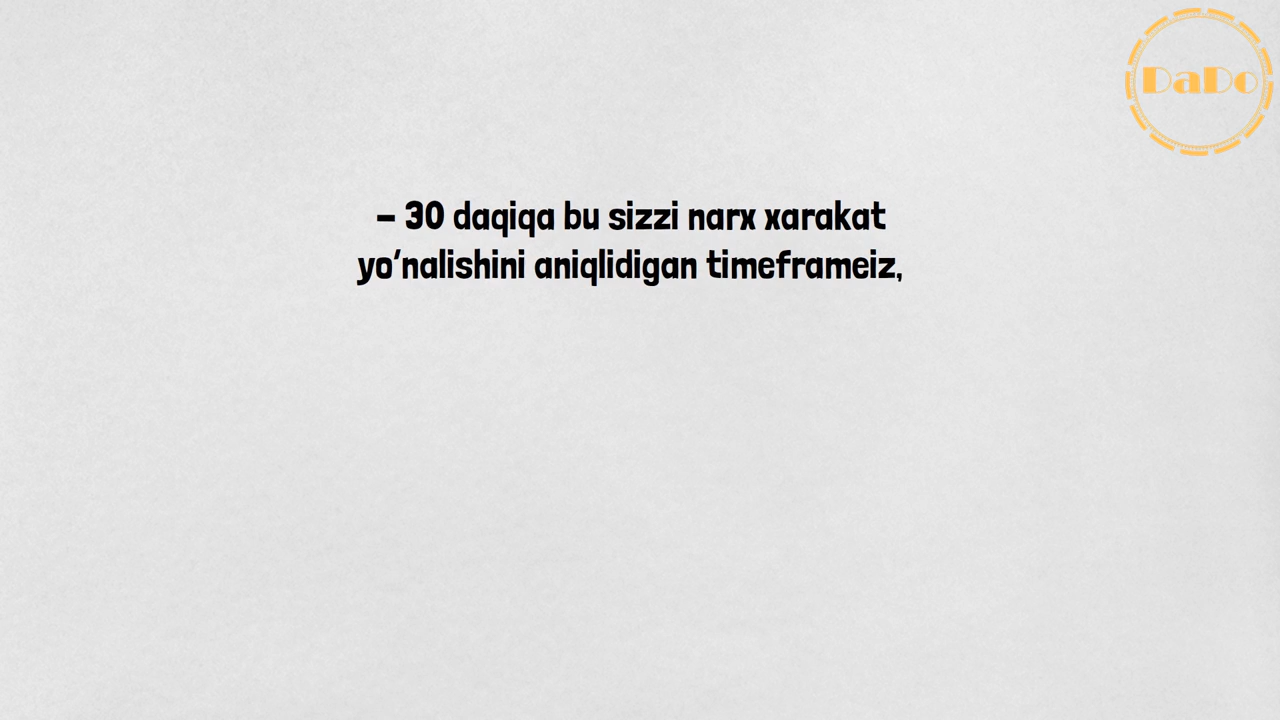 DaDo
– 30 daqiqa bu sizzi narx xarakat
yo‘nalishini aniqlidigan timeframeiz,